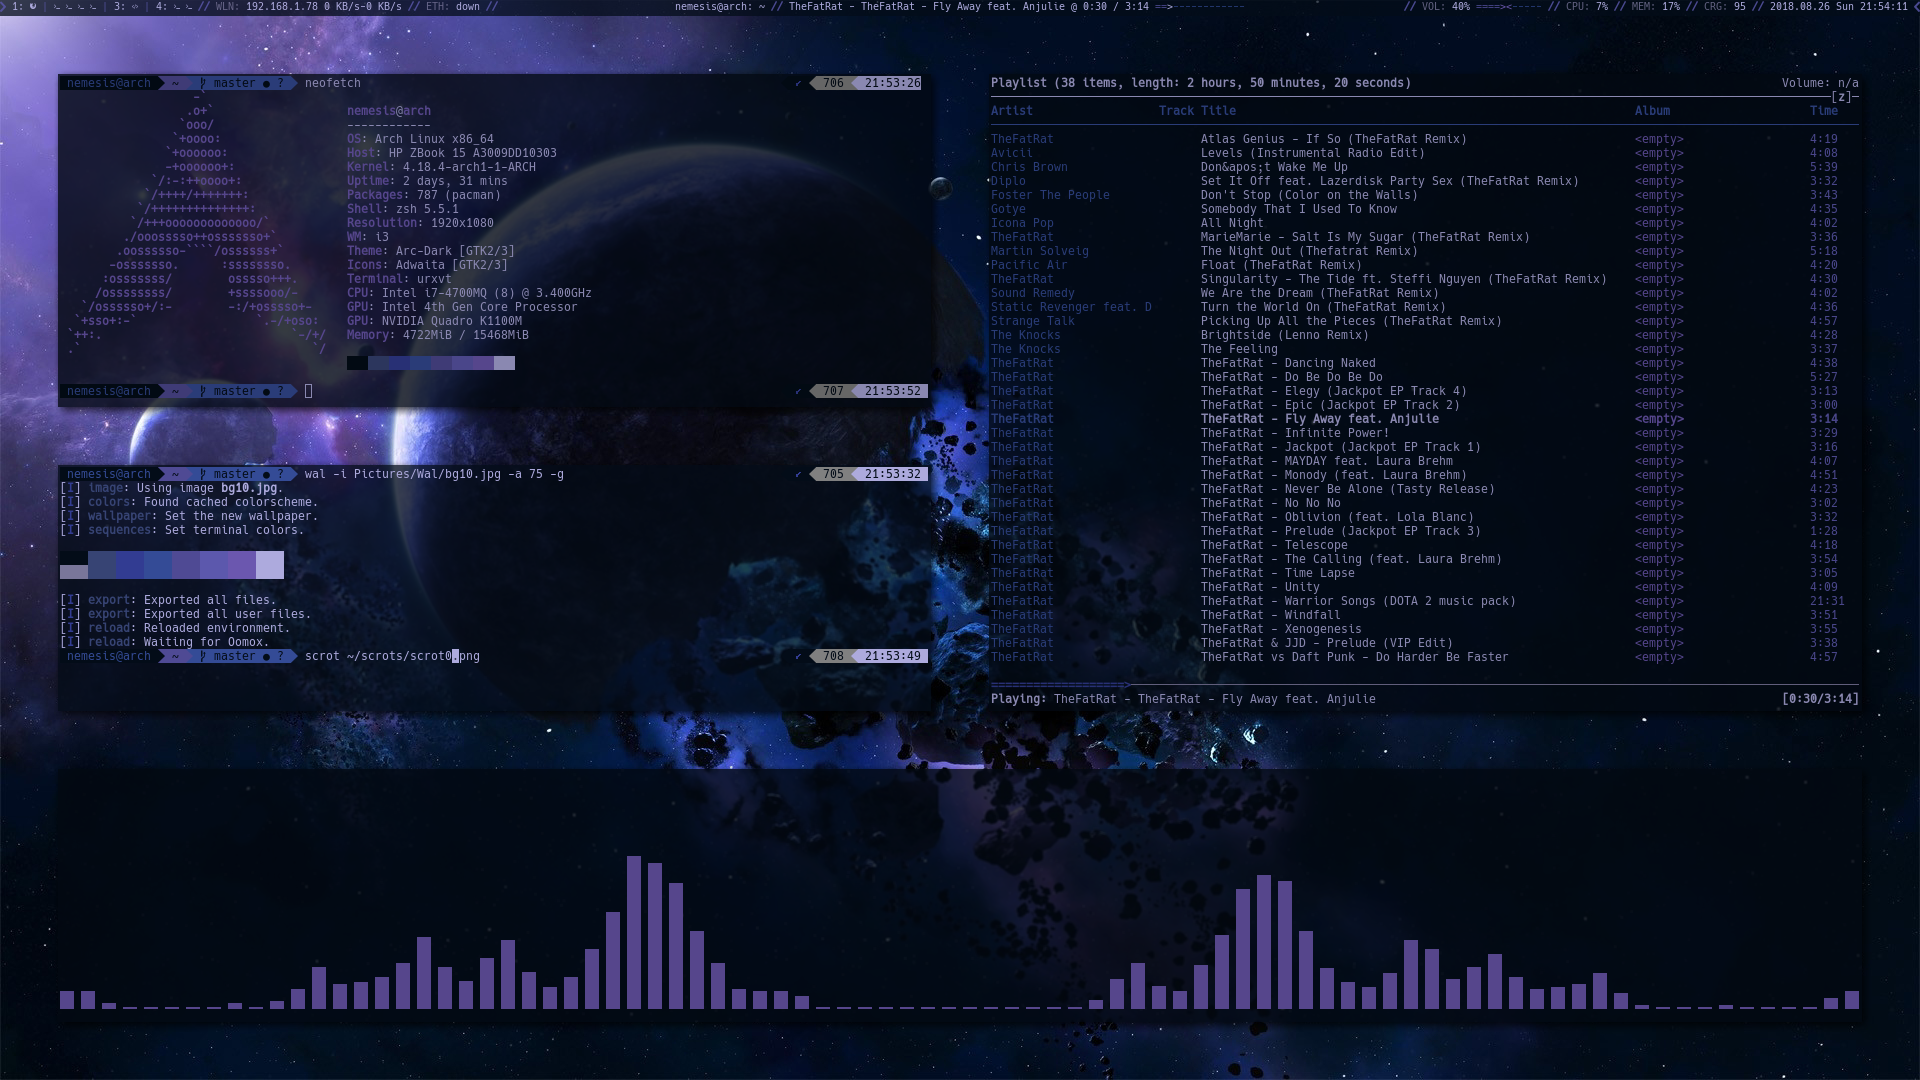 1: | | 3: | 4: // WLN: 192.168.1.78 0 KB/s-0 KB/s // ETH: down //
nemesis@arch: ~ // TheFatRat - TheFatRat - Fly Away feat. Anjulie @ 0:30 / 3:14 ==>------------
// VOL: 40% ====><----- // CPU: 7% // MEM: 17% // CRG: 95 // 2018.08.26 Sun 21:54:11
nemesis@arch ~ master ● ? neofetch ✔ 706 21:53:26
-`
.o+`
`ooo/
`+oooo:
`+oooooo:
-+oooooo+:
`/:-:++oooo+:
`/++++/+++++++:
`/++++++++++++++:
`/+++ooooooooooooo/`
./ooosssso++osssssso+`
.oossssso-````/ossssss+`
-osssssso. :ssssssso.
:osssssss/ osssso+++.
/ossssssss/ +ssssooo/-
`/ossssso+/:- -:/+osssso+-
`+sso+:-` `.-/+oso:
`++:. `-/+/
.` `/
nemesis@arch
------------
OS: Arch Linux x86_64
Host: HP ZBook 15 A3009DD10303
Kernel: 4.18.4-arch1-1-ARCH
Uptime: 2 days, 31 mins
Packages: 787 (pacman)
Shell: zsh 5.5.1
Resolution: 1920x1080
WM: i3
Theme: Arc-Dark [GTK2/3]
Icons: Adwaita [GTK2/3]
Terminal: urxvt
CPU: Intel i7-4700MQ (8) @ 3.400GHz
GPU: Intel 4th Gen Core Processor
GPU: NVIDIA Quadro K1100M
Memory: 4722MiB / 15468MiB
nemesis@arch ~ master ● ? ✔ 707 21:53:52
nemesis@arch ~ master ● ? wal -i Pictures/Wal/bg10.jpg -a 75 -g ✔ 705 21:53:32
[I] image: Using image bg10.jpg.
[I] colors: Found cached colorscheme.
[I] wallpaper: Set the new wallpaper.
[I] sequences: Set terminal colors.
[I] export: Exported all files.
[I] export: Exported all user files.
[I] reload: Reloaded environment.
[I] reload: Waiting for Oomox.
nemesis@arch ~ master ● ? scrot ~/scrots/scrot0.png ✔ 708 21:53:49
Playlist (38 items, length: 2 hours, 50 minutes, 20 seconds) Volume: n/a
[z]
Artist Track Title Album Time
TheFatRat Atlas Genius - If So (TheFatRat Remix) <empty> 4:19
Avicii Levels (Instrumental Radio Edit) <empty> 4:08
Chris Brown Don&apos;t Wake Me Up <empty> 5:39
Diplo Set It Off feat. Lazerdisk Party Sex (TheFatRat Remix) <empty> 3:32
Foster The People Don't Stop (Color on the Walls) <empty> 3:43
Gotye Somebody That I Used To Know <empty> 4:35
Icona Pop All Night <empty> 4:02
TheFatRat MarieMarie - Salt Is My Sugar (TheFatRat Remix) <empty> 3:36
Martin Solveig The Night Out (Thefatrat Remix) <empty> 5:18
Pacific Air Float (TheFatRat Remix) <empty> 4:20
TheFatRat Singularity - The Tide ft. Steffi Nguyen (TheFatRat Remix) <empty> 4:30
Sound Remedy We Are the Dream (TheFatRat Remix) <empty> 4:02
Static Revenger feat. D Turn the World On (TheFatRat Remix) <empty> 4:36
Strange Talk Picking Up All the Pieces (TheFatRat Remix) <empty> 4:57
The Knocks Brightside (Lenno Remix) <empty> 4:28
The Knocks The Feeling <empty> 3:37
TheFatRat TheFatRat - Dancing Naked <empty> 4:38
TheFatRat TheFatRat - Do Be Do Be Do <empty> 5:27
TheFatRat TheFatRat - Elegy (Jackpot EP Track 4) <empty> 3:13
TheFatRat TheFatRat - Epic (Jackpot EP Track 2) <empty> 3:00
TheFatRat TheFatRat - Fly Away feat. Anjulie <empty> 3:14
TheFatRat TheFatRat - Infinite Power! <empty> 3:29
TheFatRat TheFatRat - Jackpot (Jackpot EP Track 1) <empty> 3:16
TheFatRat TheFatRat - MAYDAY feat. Laura Brehm <empty> 4:07
TheFatRat TheFatRat - Monody (feat. Laura Brehm) <empty> 4:51
TheFatRat TheFatRat - Never Be Alone (Tasty Release) <empty> 4:23
TheFatRat TheFatRat - No No No <empty> 3:02
TheFatRat TheFatRat - Oblivion (feat. Lola Blanc) <empty> 3:32
TheFatRat TheFatRat - Prelude (Jackpot EP Track 3) <empty> 1:28
TheFatRat TheFatRat - Telescope <empty> 4:18
TheFatRat TheFatRat - The Calling (feat. Laura Brehm) <empty> 3:54
TheFatRat TheFatRat - Time Lapse <empty> 3:05
TheFatRat TheFatRat - Unity <empty> 4:09
TheFatRat TheFatRat - Warrior Songs (DOTA 2 music pack) <empty> 21:31
TheFatRat TheFatRat - Windfall <empty> 3:51
TheFatRat TheFatRat - Xenogenesis <empty> 3:55
TheFatRat TheFatRat & JJD - Prelude (VIP Edit) <empty> 3:38
TheFatRat TheFatRat vs Daft Punk - Do Harder Be Faster <empty> 4:57
Playing: TheFatRat - TheFatRat - Fly Away feat. Anjulie [0:30/3:14]